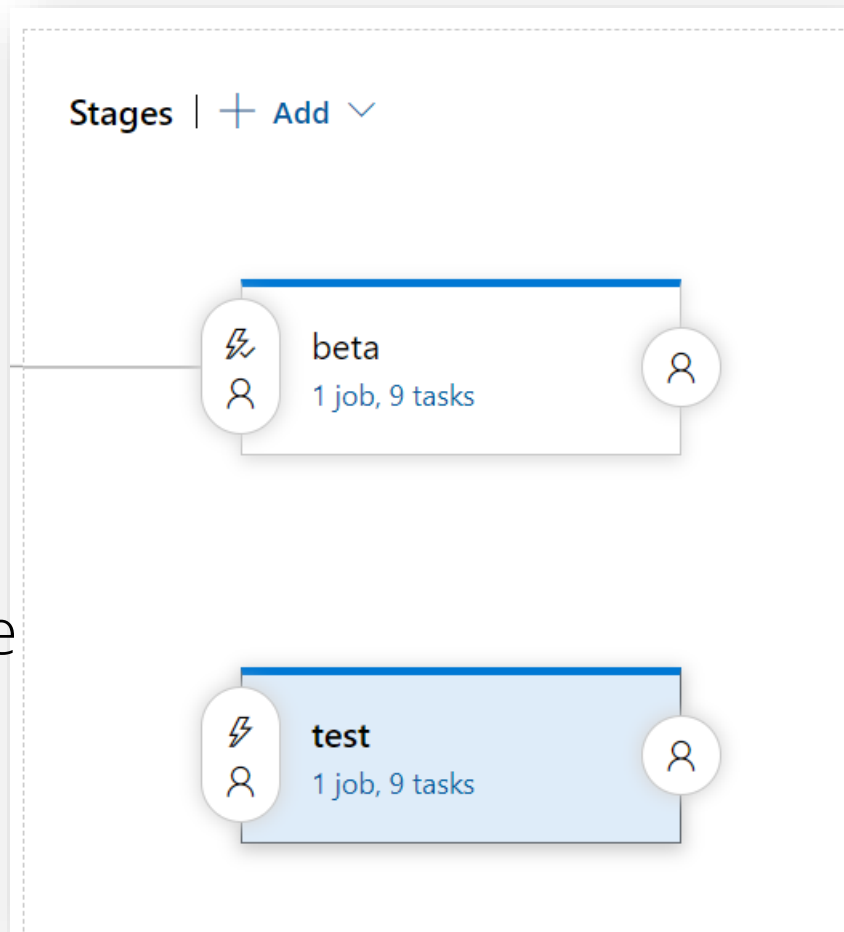 Stages | + Add
beta
1 job, 9 tasks
e
test
1 job, 9 tasks